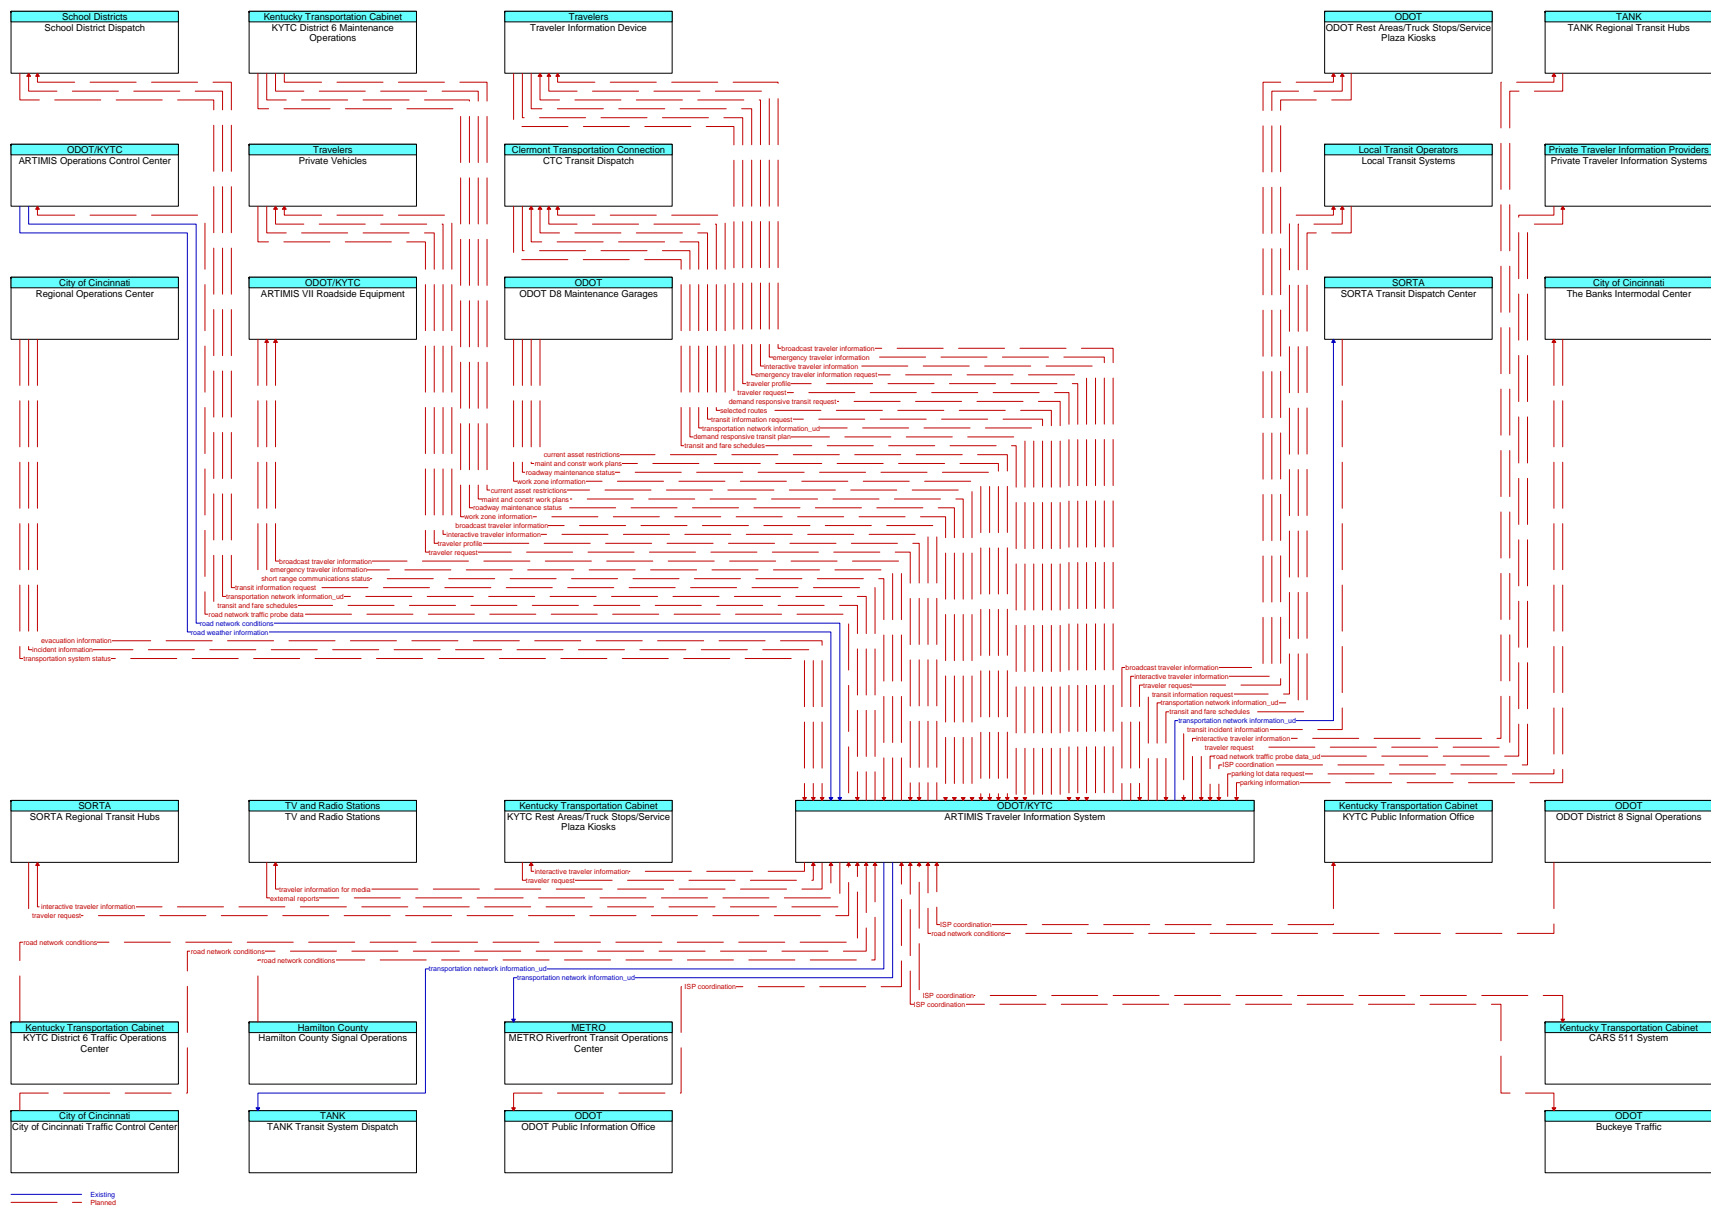 School Districts
School District Dispatch
Kentucky Transportation Cabinet
KYTC District 6 Maintenance
Operations
Travelers
Traveler Information Device
ODOT
ODOT Rest Areas/Truck Stops/Service
Plaza Kiosks
TANK
TANK Regional Transit Hubs
ODOT/KYTC
ARTIMIS Operations Control Center
Travelers
Private Vehicles
Clermont Transportation Connection
CTC Transit Dispatch
Local Transit Operators
Local Transit Systems
Private Traveler Information Providers
Private Traveler Information Systems
City of Cincinnati
Regional Operations Center
ODOT/KYTC
ARTIMIS VII Roadside Equipment
ODOT
ODOT D8 Maintenance Garages
SORTA
SORTA Transit Dispatch Center
City of Cincinnati
The Banks Intermodal Center
broadcast traveler information
emergency traveler information
interactive traveler information
emergency traveler information request
traveler profile
traveler request
demand responsive transit request
selected routes
transit information request
transportation network information_ud
demand responsive transit plan
transit and fare schedules
current asset restrictions
maint and constr work plans
roadway maintenance status
work zone information
current asset restrictions
maint and constr work plans
roadway maintenance status
work zone information
broadcast traveler information
interactive traveler information
traveler profile
traveler request
broadcast traveler information
emergency traveler information
short range communications status
transit information request
transportation network information_ud
transit and fare schedules
road network traffic probe data
road network conditions
road weather information
evacuation information
incident information
transportation system status
broadcast traveler information
interactive traveler information
traveler request
transit information request
transportation network information_ud
transit and fare schedules
transportation network information_ud
transit incident information
interactive traveler information
traveler request
road network traffic probe data_ud
ISP coordination
parking lot data request
parking information
SORTA
SORTA Regional Transit Hubs
TV and Radio Stations
TV and Radio Stations
Kentucky Transportation Cabinet
KYTC Rest Areas/Truck Stops/Service
Plaza Kiosks
ODOT/KYTC
ARTIMIS Traveler Information System
Kentucky Transportation Cabinet
KYTC Public Information Office
ODOT
ODOT District 8 Signal Operations
interactive traveler information
traveler request
traveler information for media
external reports
interactive traveler information
traveler request
ISP coordination
road network conditions
road network conditions
road network conditions
road network conditions
transportation network information_ud
transportation network information_ud
ISP coordination
ISP coordination
ISP coordination
Kentucky Transportation Cabinet
KYTC District 6 Traffic Operations
Center
Hamilton County
Hamilton County Signal Operations
METRO
METRO Riverfront Transit Operations
Center
Kentucky Transportation Cabinet
CARS 511 System
City of Cincinnati
City of Cincinnati Traffic Control Center
TANK
TANK Transit System Dispatch
ODOT
ODOT Public Information Office
ODOT
Buckeye Traffic
Existing
Planned